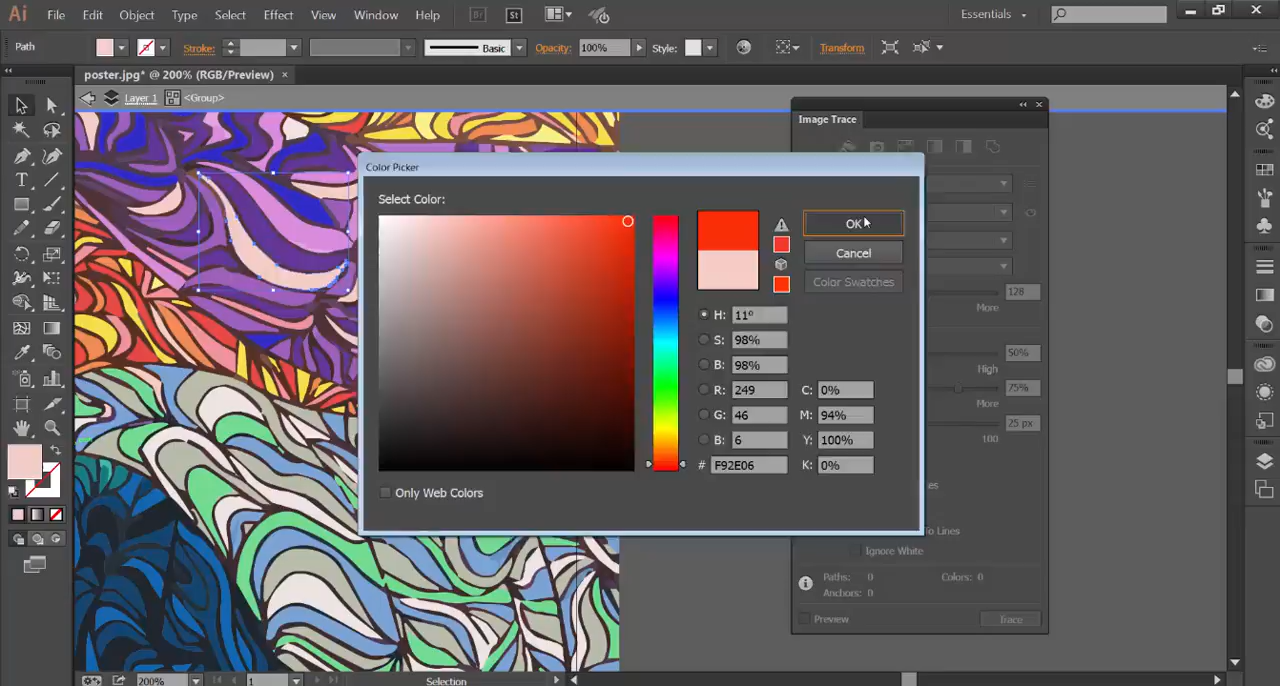 Ai File Edit Object Type Select Effect View Window Help Br St Essentials
Path Stroke: Basic Opacity: 100% Style: Transform
poster.jpg* @ 200% (RGB/Preview) ×
Layer 1 <Group>
Image Trace
Color Picker
Select Color:
OK
Cancel
Color Swatches
H: 11º
S: 98%
B: 98%
R: 249 C: 0%
G: 46 M: 94%
B: 6 Y: 100%
# F92E06 K: 0%
Only Web Colors
128
More
50%
High
75%
More
25 px
100
To Lines
Ignore White
Paths: 0 Colors: 0
Anchors: 0
Preview Trace
200% 1 Selection